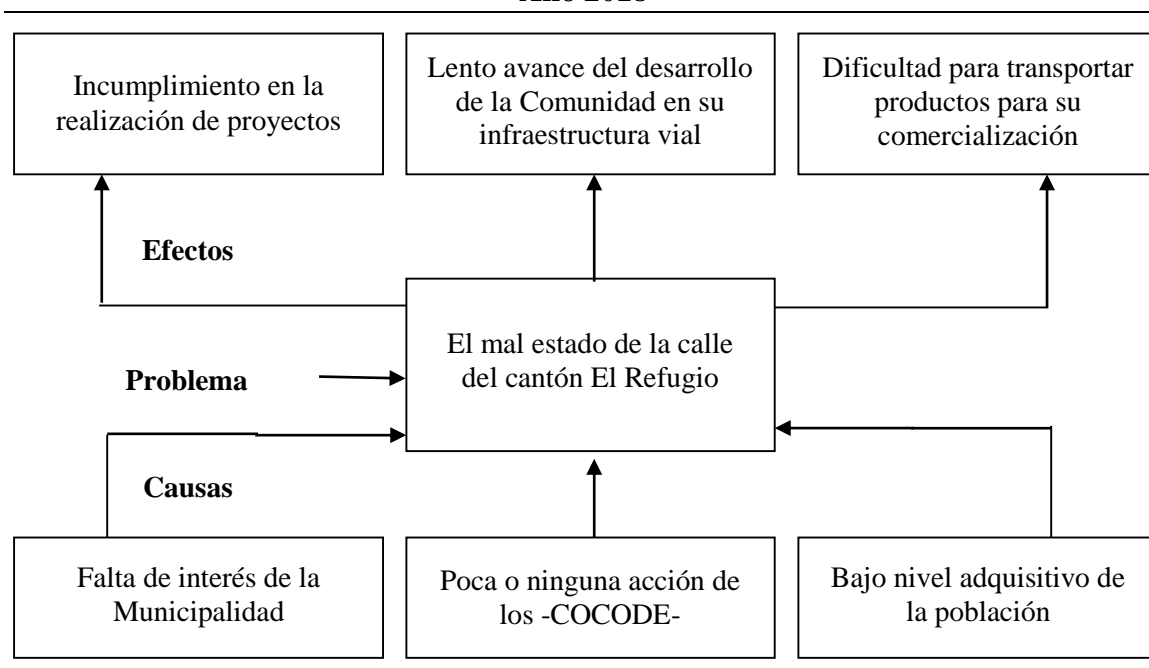 Incumplimiento en la
realización de proyectos
Lento avance del desarrollo
de la Comunidad en su
infraestructura vial
Dificultad para transportar
productos para su
comercialización
Efectos
El mal estado de la calle
del cantón El Refugio
Problema
Causas
Falta de interés de la
Municipalidad
Poca o ninguna acción de
los -COCODE-
Bajo nivel adquisitivo de
la población